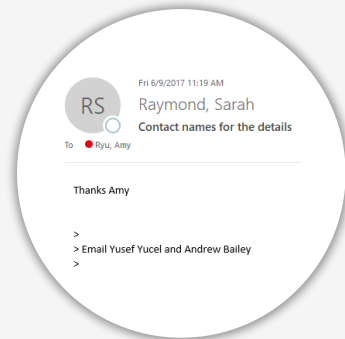 Fri 6/9/2017 11:19 AM
RS
Raymond, Sarah
Contact names for the details
To Ryu, Amy
Thanks Amy
>
> Email Yusef Yucel and Andrew Bailey
>